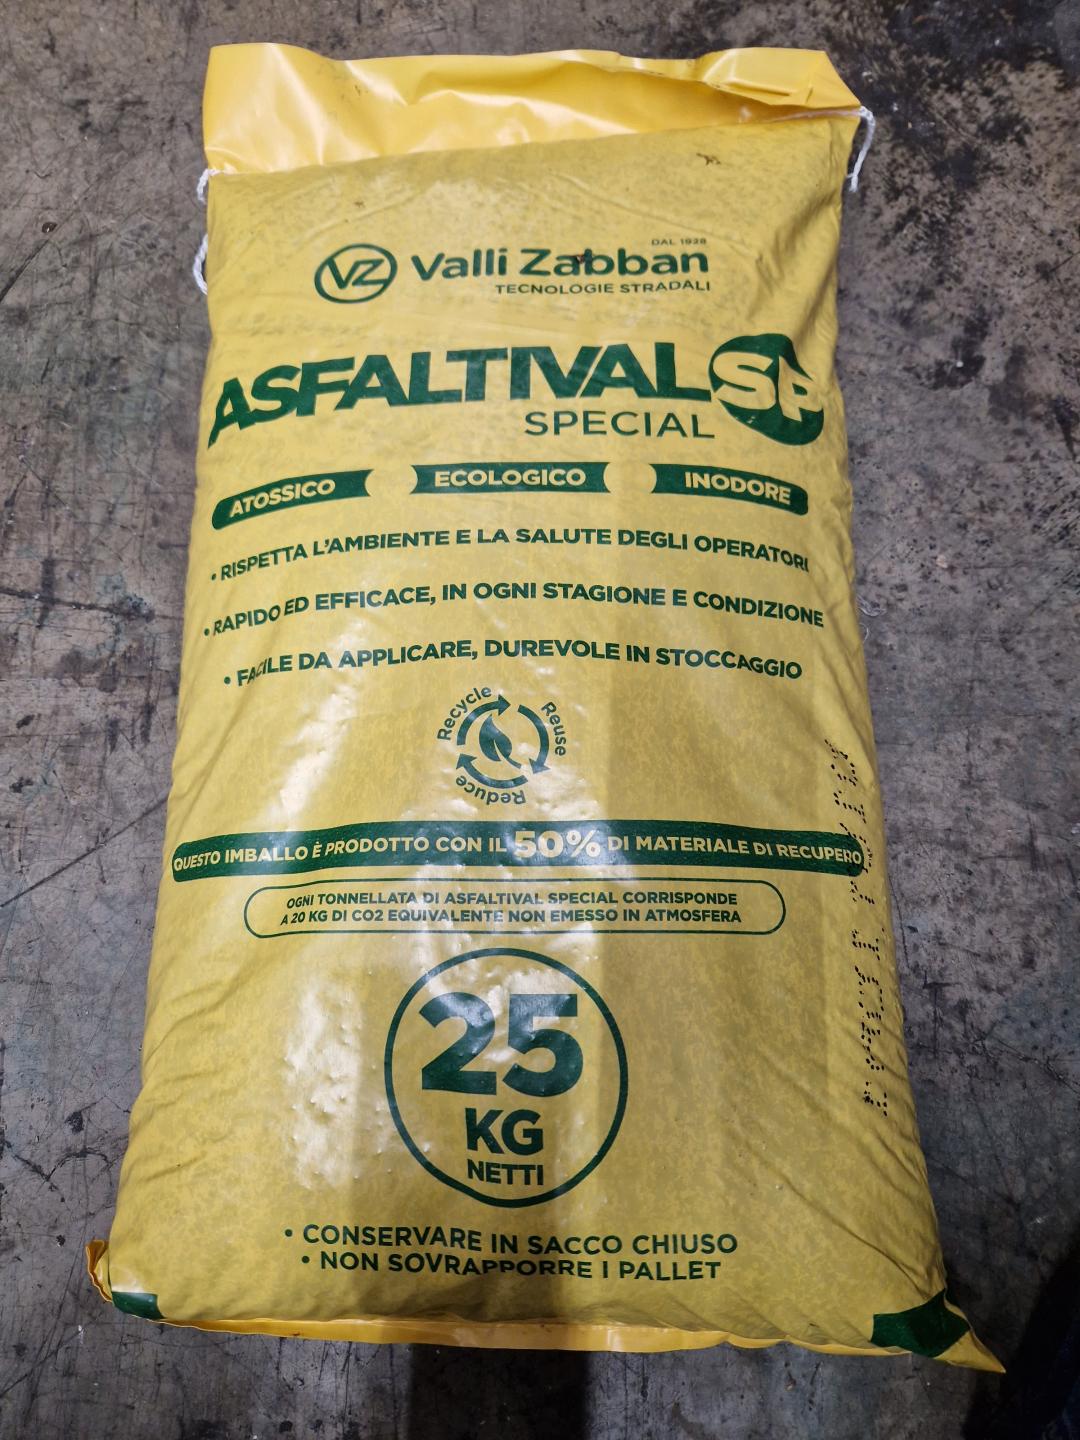 DAL 1928
VZ Valli Zabban
TECNOLOGIE STRADALI
ASFALTIVAL SP
SPECIAL
ATOSSICO ECOLOGICO INODORE
• RISPETTA L'AMBIENTE E LA SALUTE DEGLI OPERATORI
• RAPIDO ED EFFICACE, IN OGNI STAGIONE E CONDIZIONE
• FACILE DA APPLICARE, DUREVOLE IN STOCCAGGIO
Recycle
Reuse
Reduce
QUESTO IMBALLO È PRODOTTO CON IL 50% DI MATERIALE DI RECUPERO
OGNI TONNELLATA DI ASFALTIVAL SPECIAL CORRISPONDE
A 20 KG DI CO2 EQUIVALENTE NON EMESSO IN ATMOSFERA
25
KG
NETTI
• CONSERVARE IN SACCO CHIUSO
• NON SOVRAPPORRE I PALLET